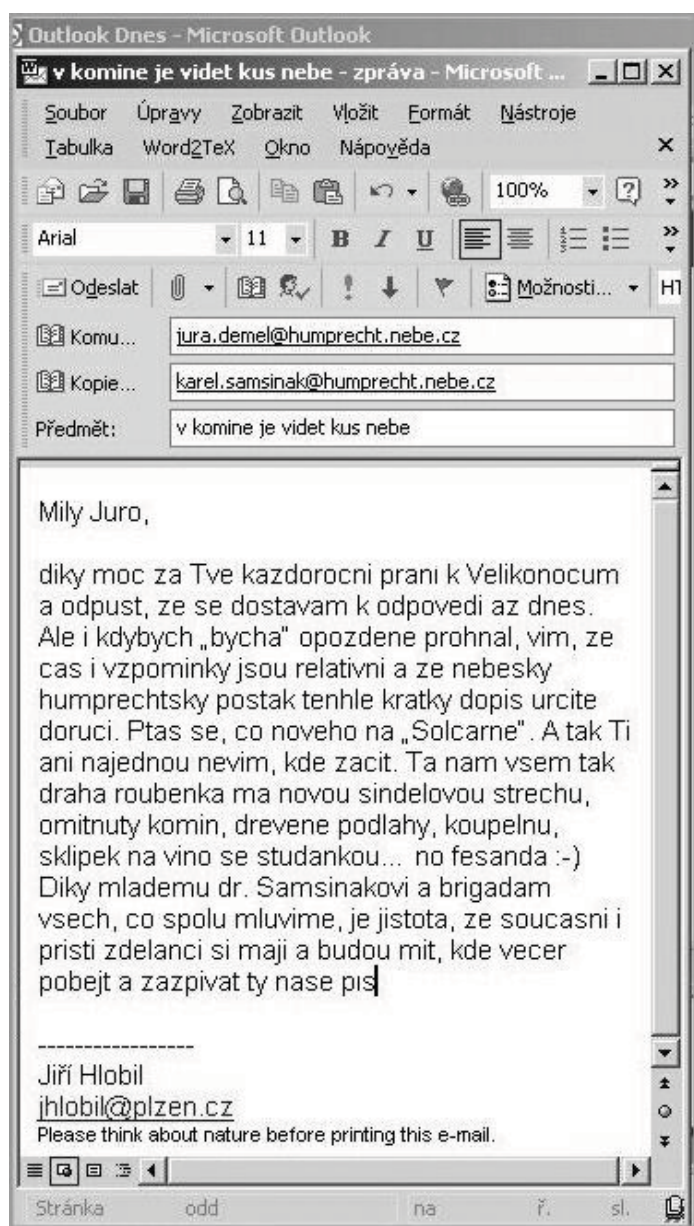 Outlook Dnes - Microsoft Outlook
v komine je videt kus nebe - zpráva - Microsoft ...
Soubor Úpravy Zobrazit Vložit Formát Nástroje
Tabulka Word2TeX Okno Nápověda
100%
Arial 11 B I U
Odeslat Možnosti...
Komu... jura.demel@humprecht.nebe.cz
Kopie... karel.samsinak@humprecht.nebe.cz
Předmět: v komine je videt kus nebe
Mily Juro,
diky moc za Tve kazdorocni prani k Velikonocum
a odpust, ze se dostavam k odpovedi az dnes.
Ale i kdybych „bycha" opozdene prohnal, vim, ze
cas i vzpominky jsou relativni a ze nebesky
humprechtsky postak tenhle kratky dopis urcite
doruci. Ptas se, co noveho na „Solcarne". A tak Ti
ani najednou nevim, kde zacit. Ta nam vsem tak
draha roubenka ma novou sindelovou strechu,
omitnuty komin, drevene podlahy, koupelnu,
sklipek na vino se studankou... no fesanda :-)
Diky mlademu dr. Samsinakovi a brigadam
vsech, co spolu mluvime, je jistota, ze soucasni i
pristi zdelanci si maji a budou mit, kde vecer
pobejt a zazpivat ty nase pis
-----------------
Jiří Hlobil
jhlobil@plzen.cz
Please think about nature before printing this e-mail.
Stránka odd na ř. sl.